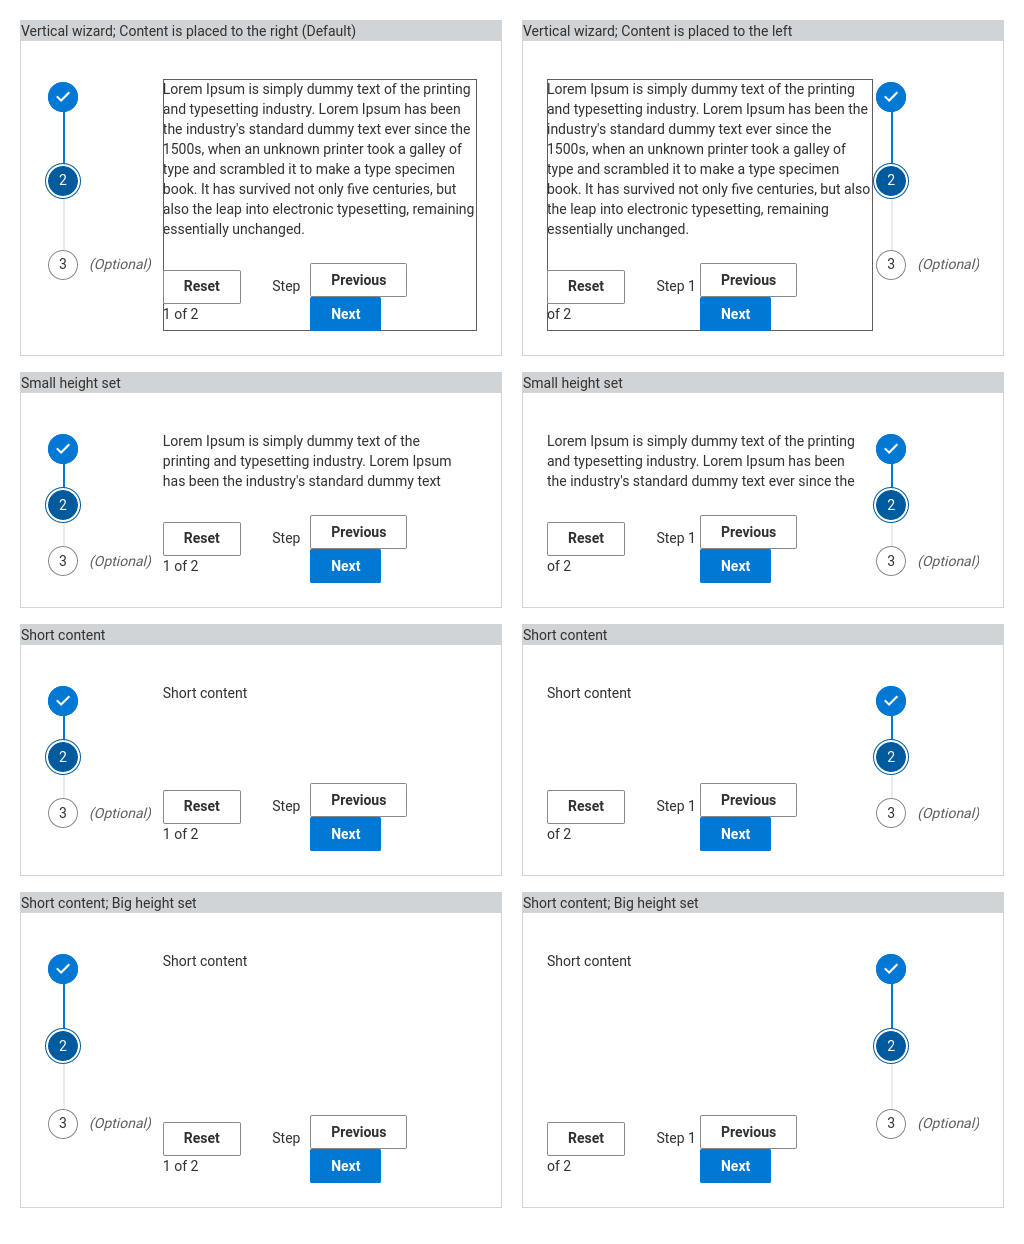 Vertical wizard; Content is placed to the right (Default)
2
3 (Optional)
Lorem Ipsum is simply dummy text of the printing
and typesetting industry. Lorem Ipsum has been
the industry's standard dummy text ever since the
1500s, when an unknown printer took a galley of
type and scrambled it to make a type specimen
book. It has survived not only five centuries, but
also the leap into electronic typesetting, remaining
essentially unchanged.
Reset Step Previous
1 of 2 Next
Vertical wizard; Content is placed to the left
Lorem Ipsum is simply dummy text of the printing
and typesetting industry. Lorem Ipsum has been the
industry's standard dummy text ever since the
1500s, when an unknown printer took a galley of
type and scrambled it to make a type specimen
book. It has survived not only five centuries, but also
the leap into electronic typesetting, remaining
essentially unchanged.
Reset Step 1 Previous
of 2 Next
2
3 (Optional)
Small height set
2
3 (Optional)
Lorem Ipsum is simply dummy text of the
printing and typesetting industry. Lorem Ipsum
has been the industry's standard dummy text
Reset Step Previous
1 of 2 Next
Small height set
Lorem Ipsum is simply dummy text of the printing
and typesetting industry. Lorem Ipsum has been
the industry's standard dummy text ever since the
Reset Step 1 Previous
of 2 Next
2
3 (Optional)
Short content
2
3 (Optional)
Short content
Reset Step Previous
1 of 2 Next
Short content
Short content
Reset Step 1 Previous
of 2 Next
2
3 (Optional)
Short content; Big height set
2
3 (Optional)
Short content
Reset Step Previous
1 of 2 Next
Short content; Big height set
Short content
Reset Step 1 Previous
of 2 Next
2
3 (Optional)